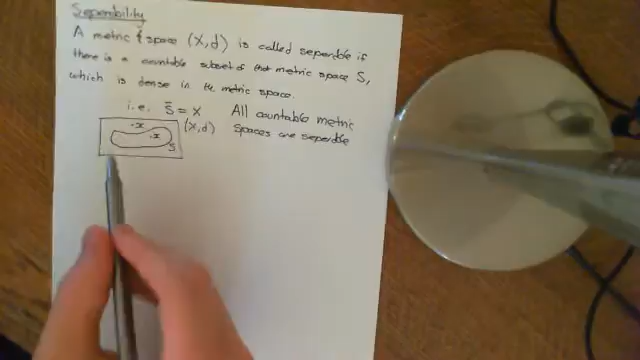 Seperability
A metric space (X,d) is called seperable if
there is a countable subset of that metric space S,
which is dense in the metric space.
i.e. S̄ = X All countable metric
(X,d) spaces are seperable
·x
·x
S